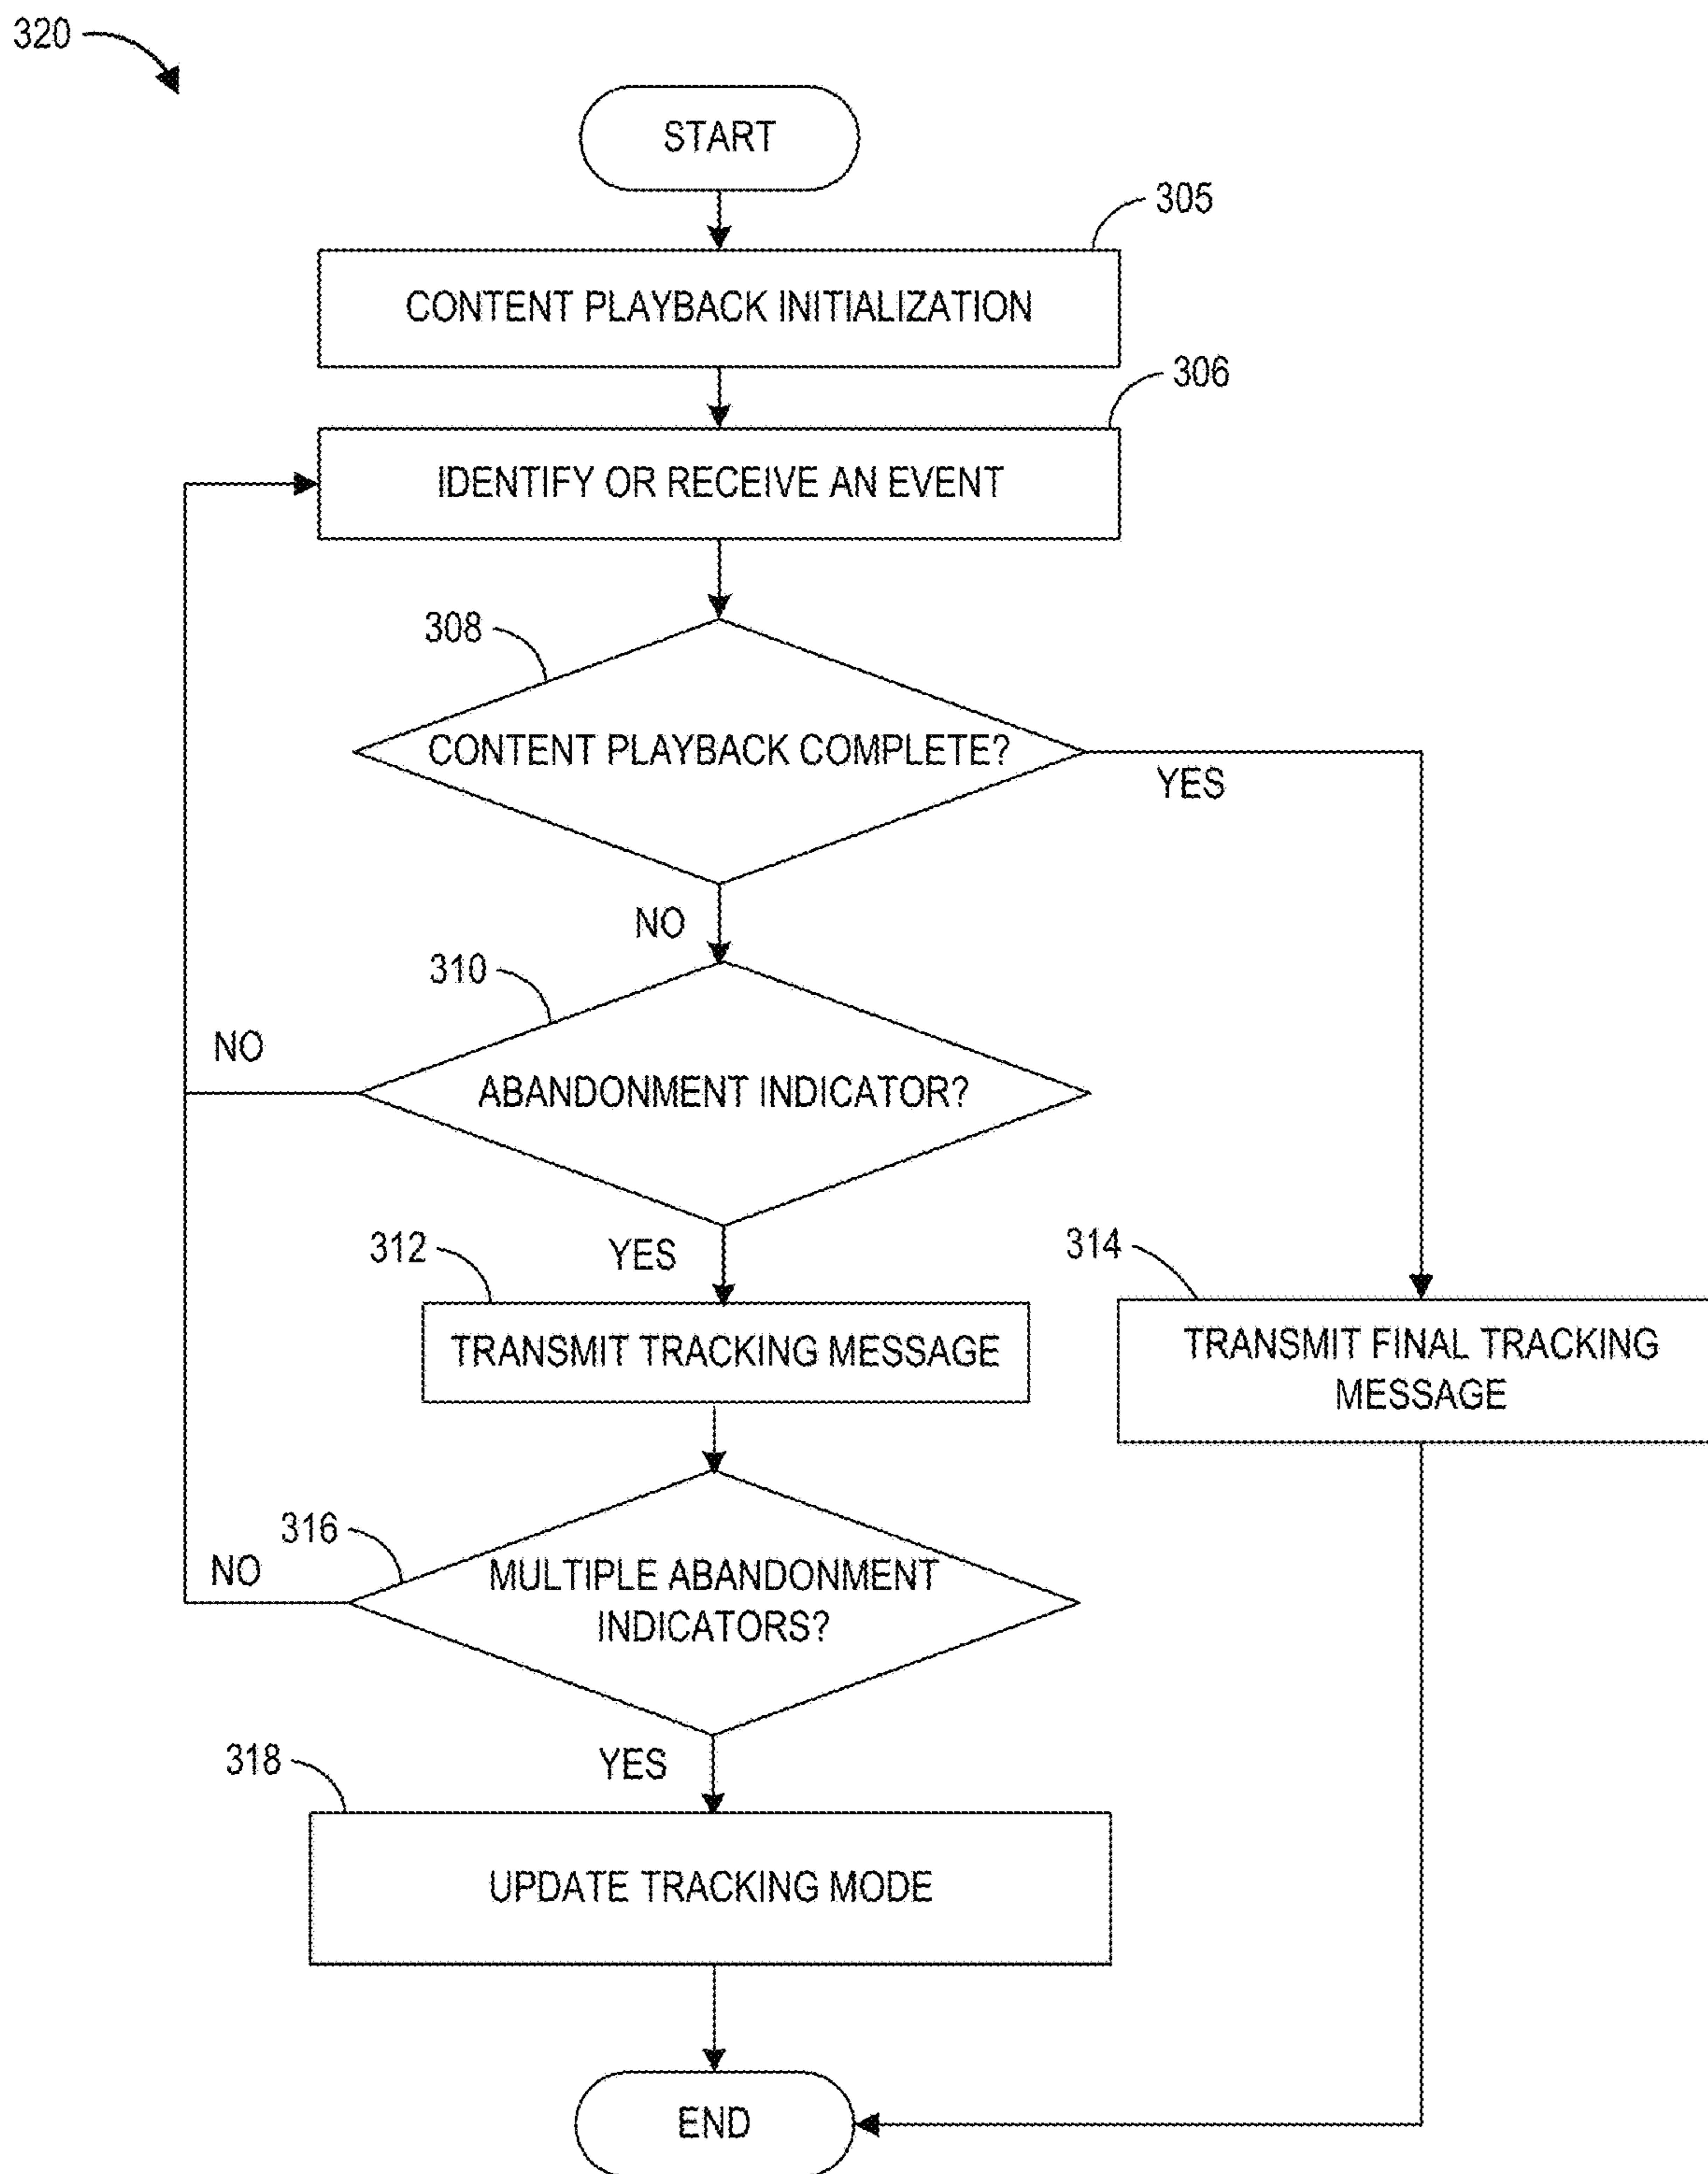 320
START
305
CONTENT PLAYBACK INITIALIZATION
306
IDENTIFY OR RECEIVE AN EVENT
308
CONTENT PLAYBACK COMPLETE?
YES
NO
310
NO
ABANDONMENT INDICATOR?
312
YES
314
TRANSMIT TRACKING MESSAGE
TRANSMIT FINAL TRACKING
MESSAGE
316
NO
MULTIPLE ABANDONMENT
INDICATORS?
318
YES
UPDATE TRACKING MODE
END